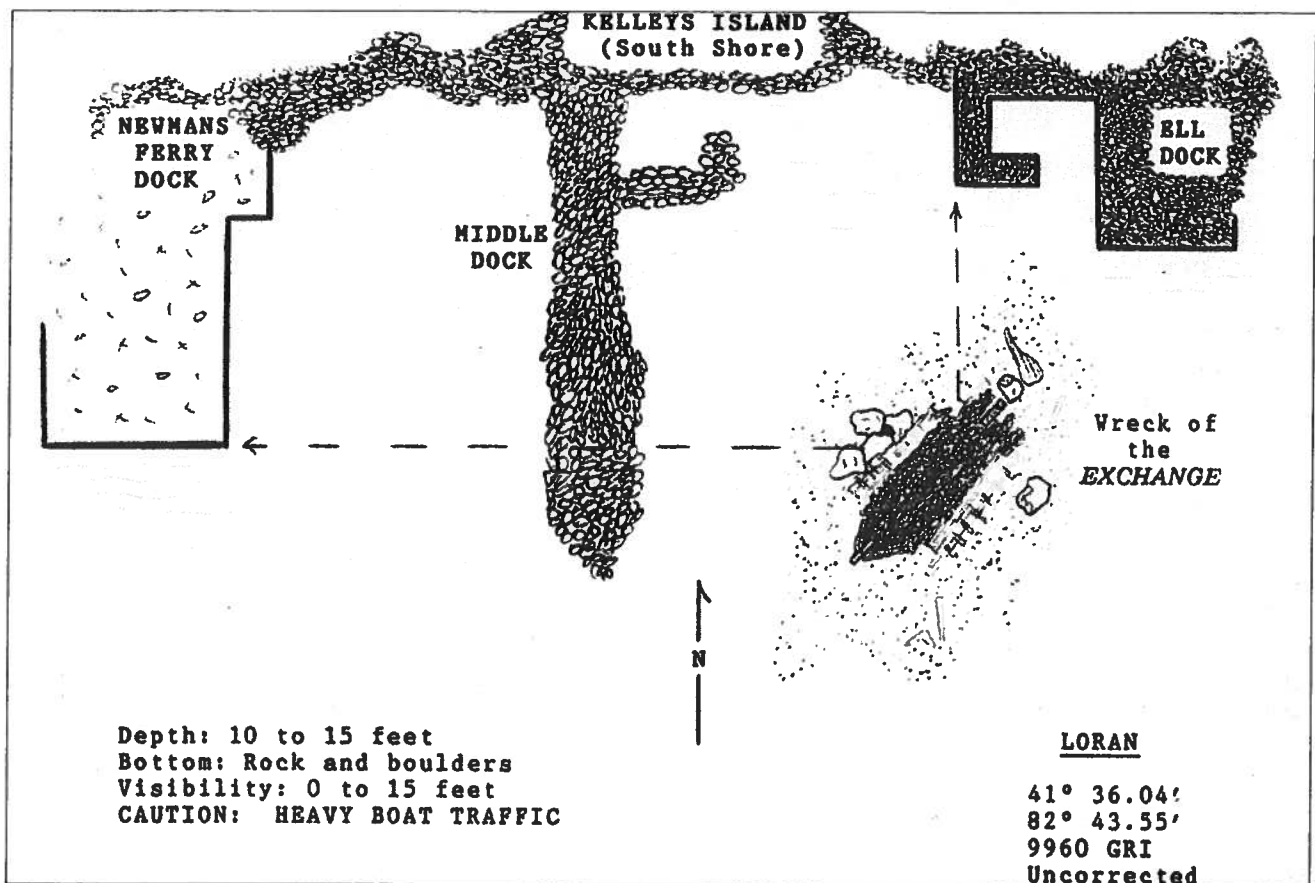 KELLEYS ISLAND
(South Shore)
NEWMANS
FERRY
DOCK
ELL
DOCK
MIDDLE
DOCK
Wreck of
the
EXCHANGE
N
Depth: 10 to 15 feet
Bottom: Rock and boulders
Visibility: 0 to 15 feet
CAUTION: HEAVY BOAT TRAFFIC
LORAN
41° 36.04'
82° 43.55'
9960 GRI
Uncorrected